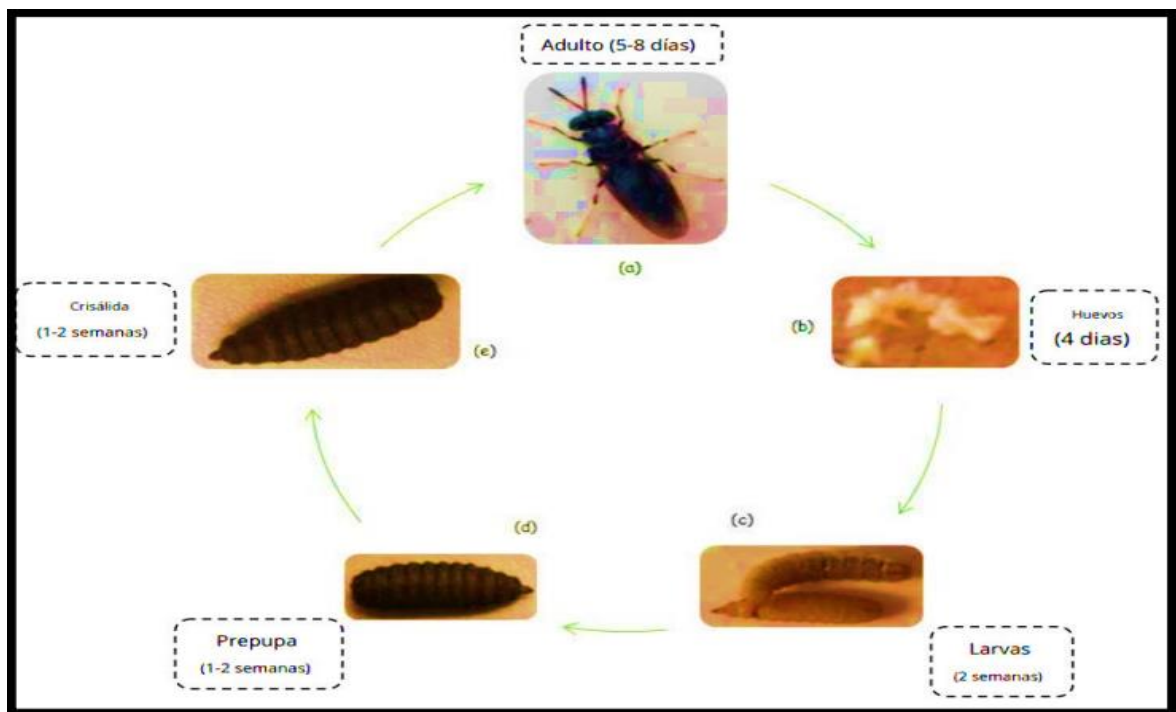 Adulto (5-8 días)
(a)
Crisálida
(1-2 semanas)
(e)
(b)
Huevos
(4 dias)
(d)
(c)
Prepupa
(1-2 semanas)
Larvas
(2 semanas)